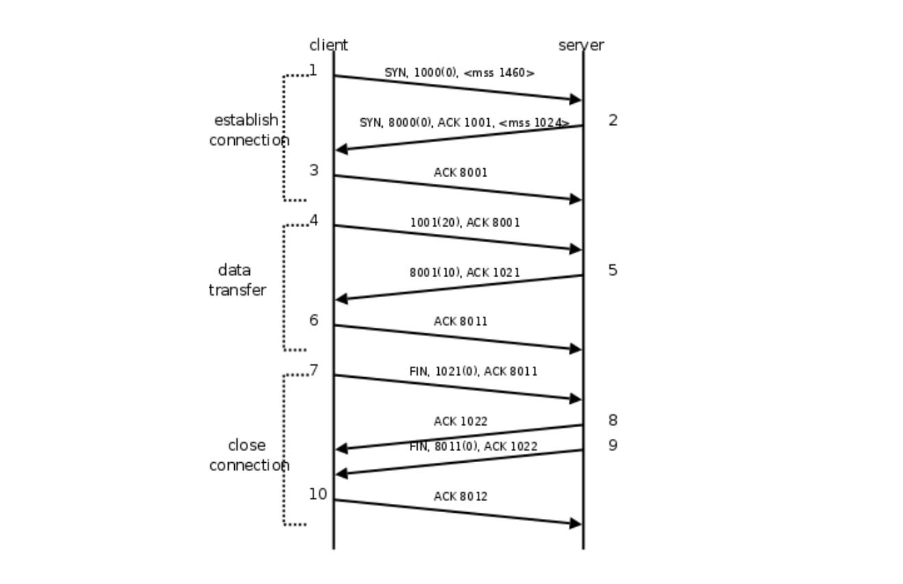 client server
1 SYN, 1000(0), <mss 1460>
establish
connection
SYN, 8000(0), ACK 1001, <mss 1024> 2
3 ACK 8001
4 1001(20), ACK 8001
data
transfer
8001(10), ACK 1021 5
6 ACK 8011
7 FIN, 1021(0), ACK 8011
ACK 1022 8
close
connection
FIN, 8011(0), ACK 1022 9
10 ACK 8012